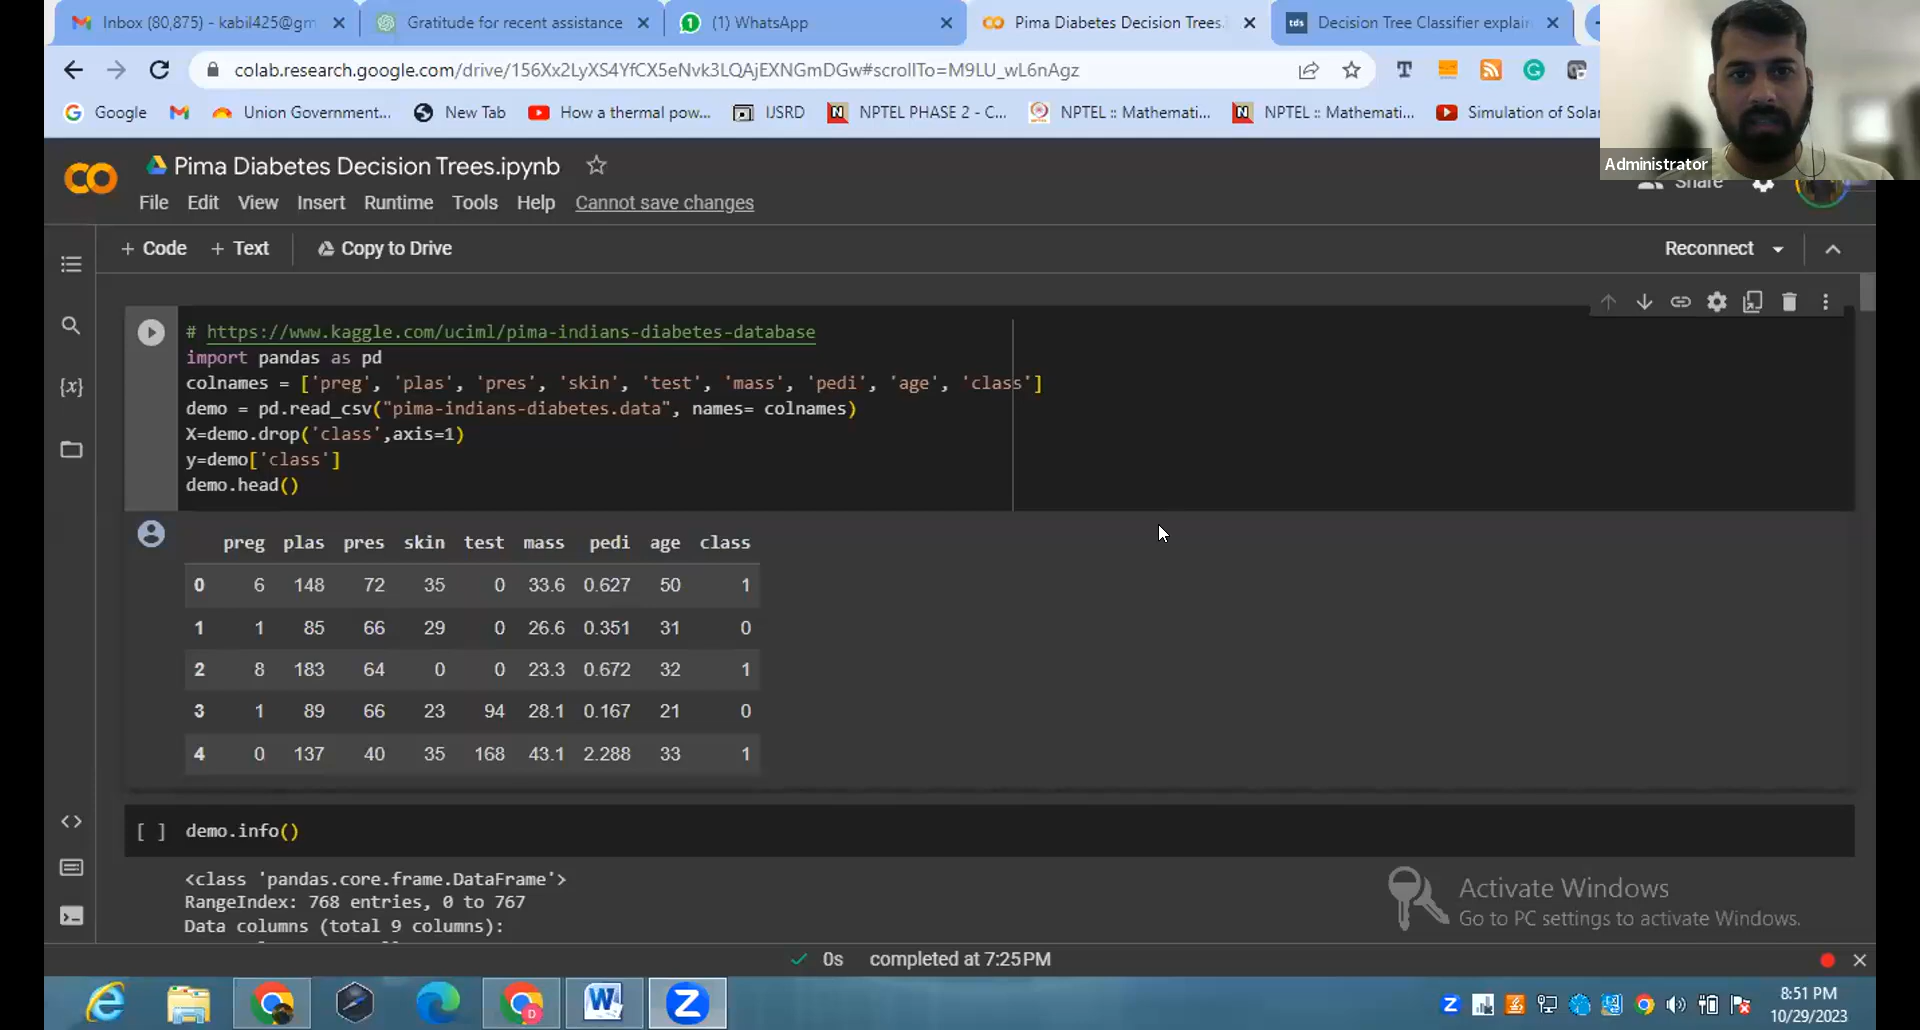 Inbox (80,875) - kabil425@gm
Gratitude for recent assistance
(1) WhatsApp
Pima Diabetes Decision Trees.
tds
Decision Tree Classifier explai
colab.research.google.com/drive/156Xx2LyXS4YfCX5eNvk3LQAjEXNGmDGw#scrollTo=M9LU_wL6nAgz
Google
Union Government...
New Tab
How a thermal pow...
IJSRD
NPTEL PHASE 2 - C...
NPTEL :: Mathemati...
NPTEL :: Mathemati...
Simulation of Sola
Administrator
Pima Diabetes Decision Trees.ipynb
Share
File Edit View Insert Runtime Tools Help Cannot save changes
+ Code + Text Copy to Drive
Reconnect
# https://www.kaggle.com/uciml/pima-indians-diabetes-database
import pandas as pd
colnames = ['preg', 'plas', 'pres', 'skin', 'test', 'mass', 'pedi', 'age', 'class']
demo = pd.read_csv("pima-indians-diabetes.data", names= colnames)
X=demo.drop('class',axis=1)
y=demo['class']
demo.head()
preg plas pres skin test mass pedi age class
0 6 148 72 35 0 33.6 0.627 50 1
1 1 85 66 29 0 26.6 0.351 31 0
2 8 183 64 0 0 23.3 0.672 32 1
3 1 89 66 23 94 28.1 0.167 21 0
4 0 137 40 35 168 43.1 2.288 33 1
[ ] demo.info()
<class 'pandas.core.frame.DataFrame'>
RangeIndex: 768 entries, 0 to 767
Data columns (total 9 columns):
Activate Windows
Go to PC settings to activate Windows.
0s completed at 7:25 PM
8:51 PM
10/29/2023